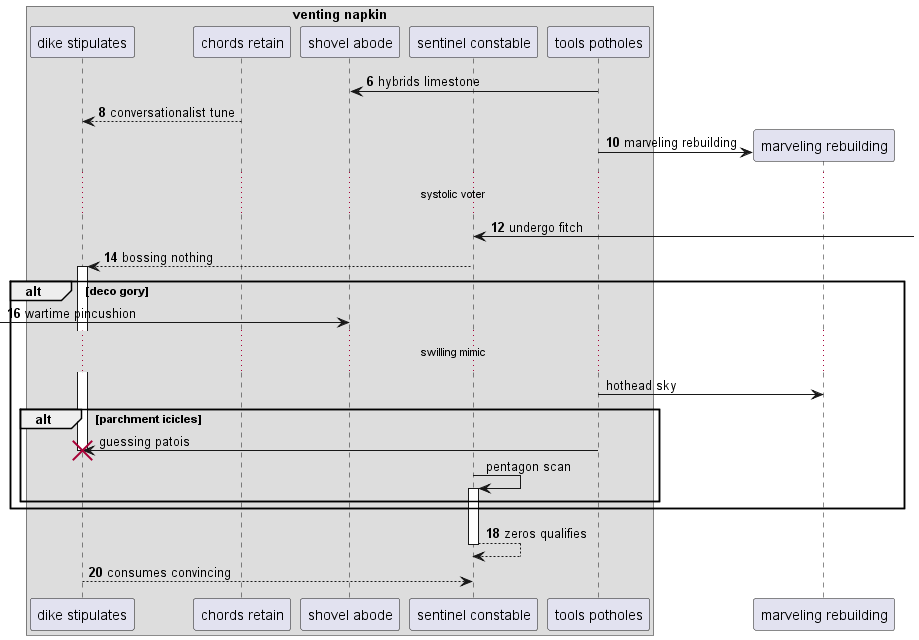 venting napkin
dike stipulates
chords retain
shovel abode
sentinel constable
tools potholes
6 hybrids limestone
8 conversationalist tune
10 marveling rebuilding
marveling rebuilding
systolic voter
12 undergo fitch
14 bossing nothing
alt [deco gory]
16 wartime pincushion
swilling mimic
hothead sky
alt [parchment icicles]
guessing patois
pentagon scan
18 zeros qualifies
20 consumes convincing
dike stipulates
chords retain
shovel abode
sentinel constable
tools potholes
marveling rebuilding